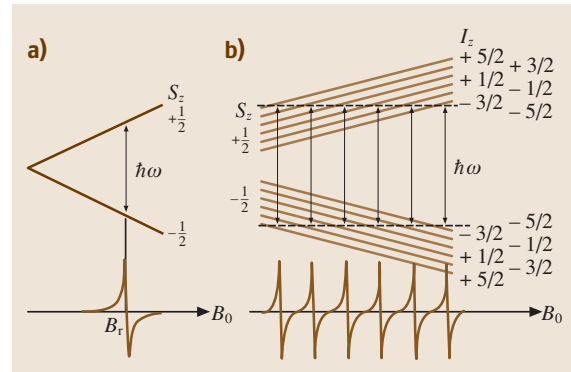 a)
b)
I_z
+ 5/2
+ 3/2
+ 1/2
− 1/2
− 3/2
− 5/2
S_z
+1/2
−1/2
ħω
B_r
B_0
S_z
+1/2
−1/2
ħω
− 5/2
− 3/2
− 1/2
+ 1/2
− 3/2
+ 5/2
B_0